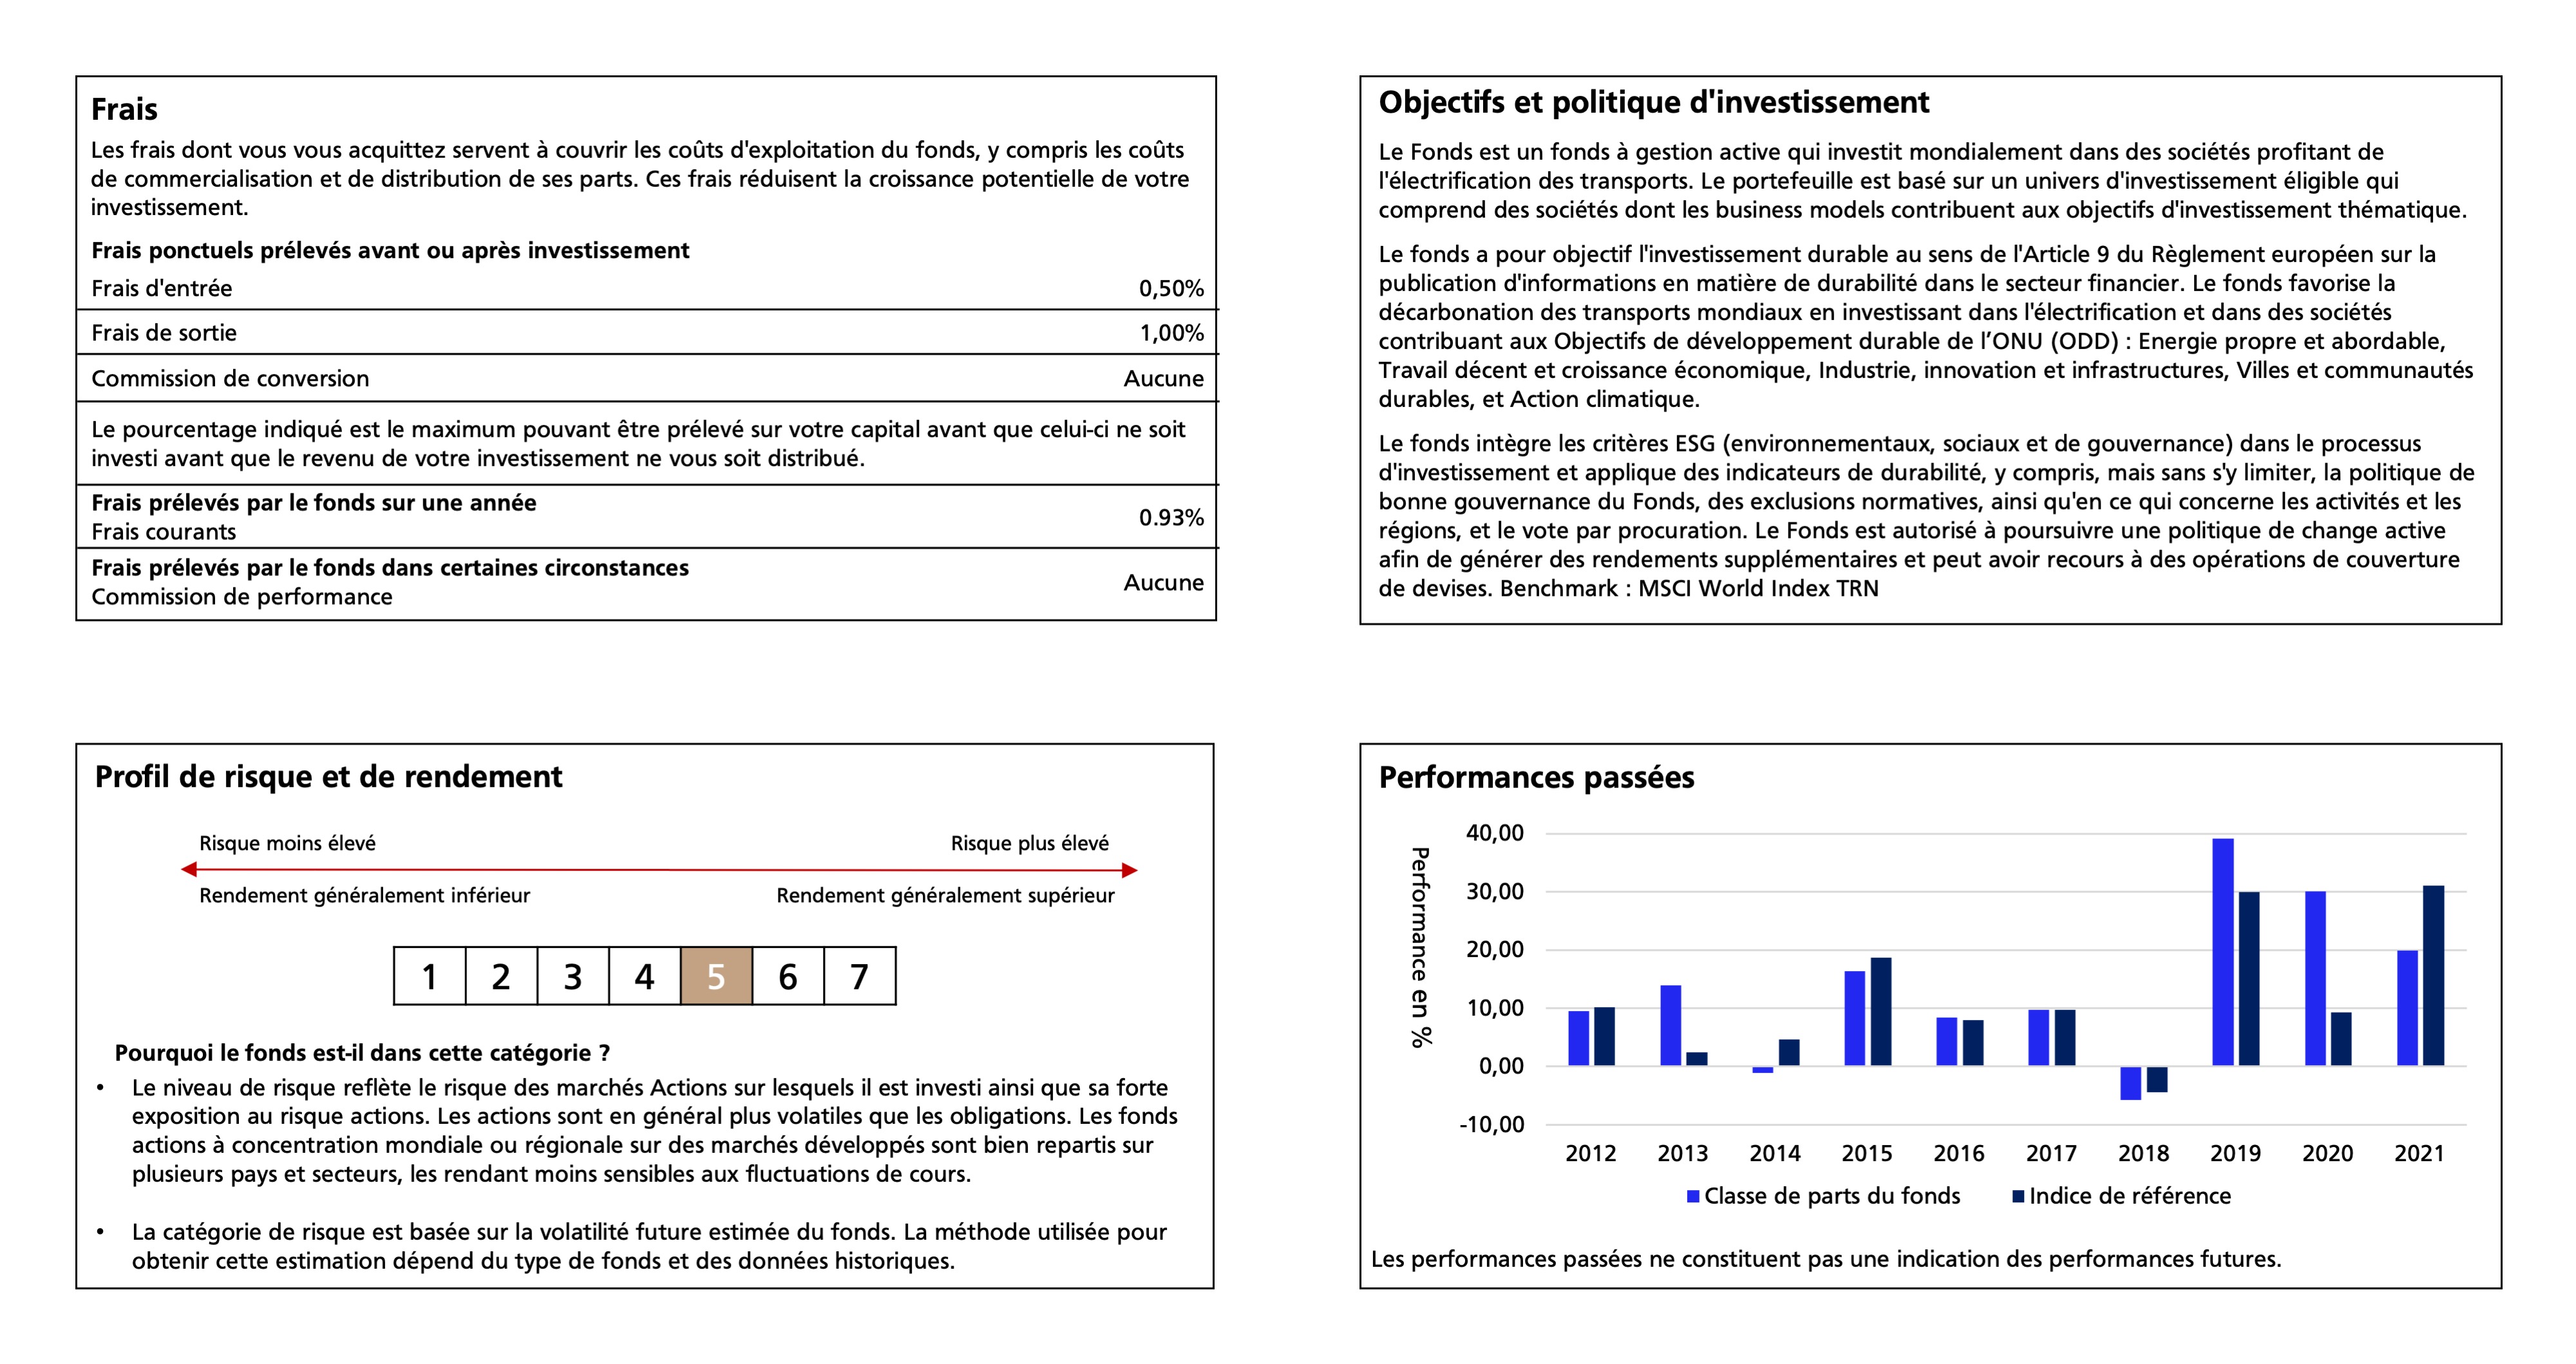 Frais
Les frais dont vous vous acquittez servent à couvrir les coûts d'exploitation du fonds, y compris les coûts
de commercialisation et de distribution de ses parts. Ces frais réduisent la croissance potentielle de votre
investissement.
Frais ponctuels prélevés avant ou après investissement
Frais d'entrée 0,50%
Frais de sortie 1,00%
Commission de conversion Aucune
Le pourcentage indiqué est le maximum pouvant être prélevé sur votre capital avant que celui-ci ne soit
investi avant que le revenu de votre investissement ne vous soit distribué.
Frais prélevés par le fonds sur une année
Frais courants 0.93%
Frais prélevés par le fonds dans certaines circonstances
Commission de performance Aucune
Objectifs et politique d'investissement
Le Fonds est un fonds à gestion active qui investit mondialement dans des sociétés profitant de
l'électrification des transports. Le portefeuille est basé sur un univers d'investissement éligible qui
comprend des sociétés dont les business models contribuent aux objectifs d'investissement thématique.
Le fonds a pour objectif l'investissement durable au sens de l'Article 9 du Règlement européen sur la
publication d'informations en matière de durabilité dans le secteur financier. Le fonds favorise la
décarbonation des transports mondiaux en investissant dans l'électrification et dans des sociétés
contribuant aux Objectifs de développement durable de l’ONU (ODD) : Energie propre et abordable,
Travail décent et croissance économique, Industrie, innovation et infrastructures, Villes et communautés
durables, et Action climatique.
Le fonds intègre les critères ESG (environnementaux, sociaux et de gouvernance) dans le processus
d'investissement et applique des indicateurs de durabilité, y compris, mais sans s'y limiter, la politique de
bonne gouvernance du Fonds, des exclusions normatives, ainsi qu'en ce qui concerne les activités et les
régions, et le vote par procuration. Le Fonds est autorisé à poursuivre une politique de change active
afin de générer des rendements supplémentaires et peut avoir recours à des opérations de couverture
de devises. Benchmark : MSCI World Index TRN
Profil de risque et de rendement
Risque moins élevé Risque plus élevé
Rendement généralement inférieur Rendement généralement supérieur
1 2 3 4 5 6 7
Pourquoi le fonds est-il dans cette catégorie ?
• Le niveau de risque reflète le risque des marchés Actions sur lesquels il est investi ainsi que sa forte
exposition au risque actions. Les actions sont en général plus volatiles que les obligations. Les fonds
actions à concentration mondiale ou régionale sur des marchés développés sont bien repartis sur
plusieurs pays et secteurs, les rendant moins sensibles aux fluctuations de cours.
• La catégorie de risque est basée sur la volatilité future estimée du fonds. La méthode utilisée pour
obtenir cette estimation dépend du type de fonds et des données historiques.
Performances passées
Performance en %
40,00
30,00
20,00
10,00
0,00
-10,00
2012 2013 2014 2015 2016 2017 2018 2019 2020 2021
Classe de parts du fonds Indice de référence
Les performances passées ne constituent pas une indication des performances futures.